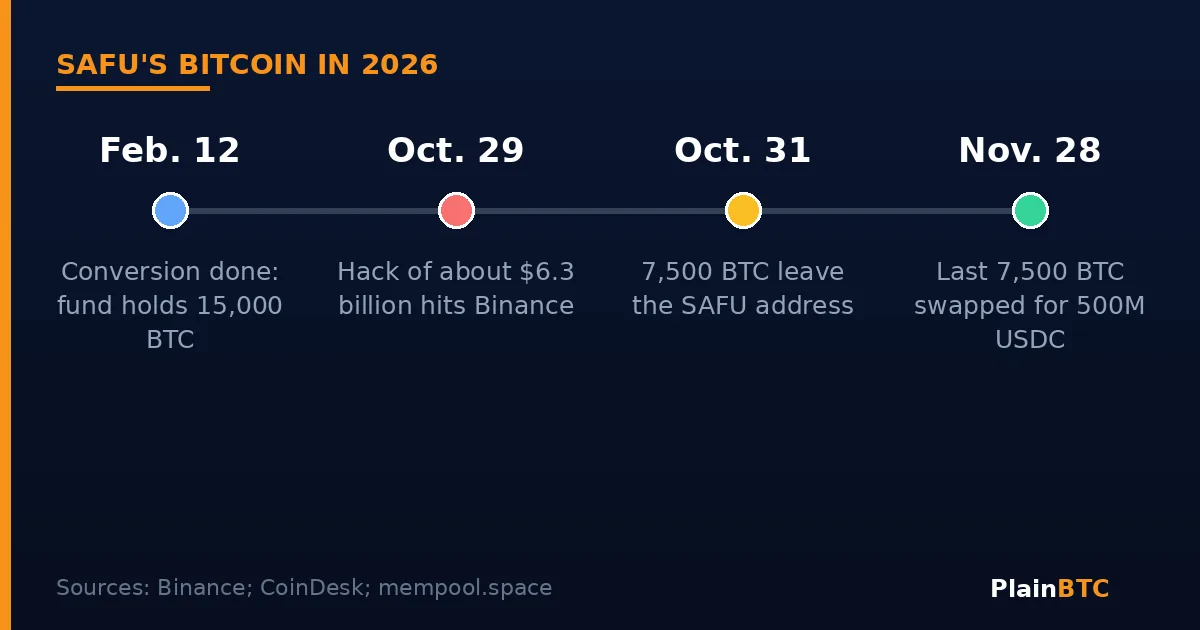 SAFU'S BITCOIN IN 2026
Feb. 12
Oct. 29
Oct. 31
Nov. 28
Conversion done:
fund holds 15,000
BTC
Hack of about $6.3
billion hits Binance
7,500 BTC leave
the SAFU address
Last 7,500 BTC
swapped for 500M
USDC
Sources: Binance; CoinDesk; mempool.space
PlainBTC